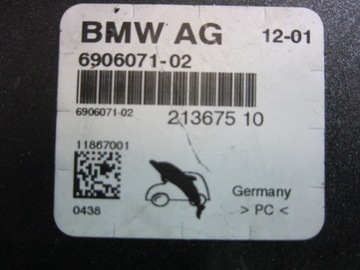 BMW AG 12-01
6906071-02
6906071-02 213675 10
11867001
Germany
0438 > PC <